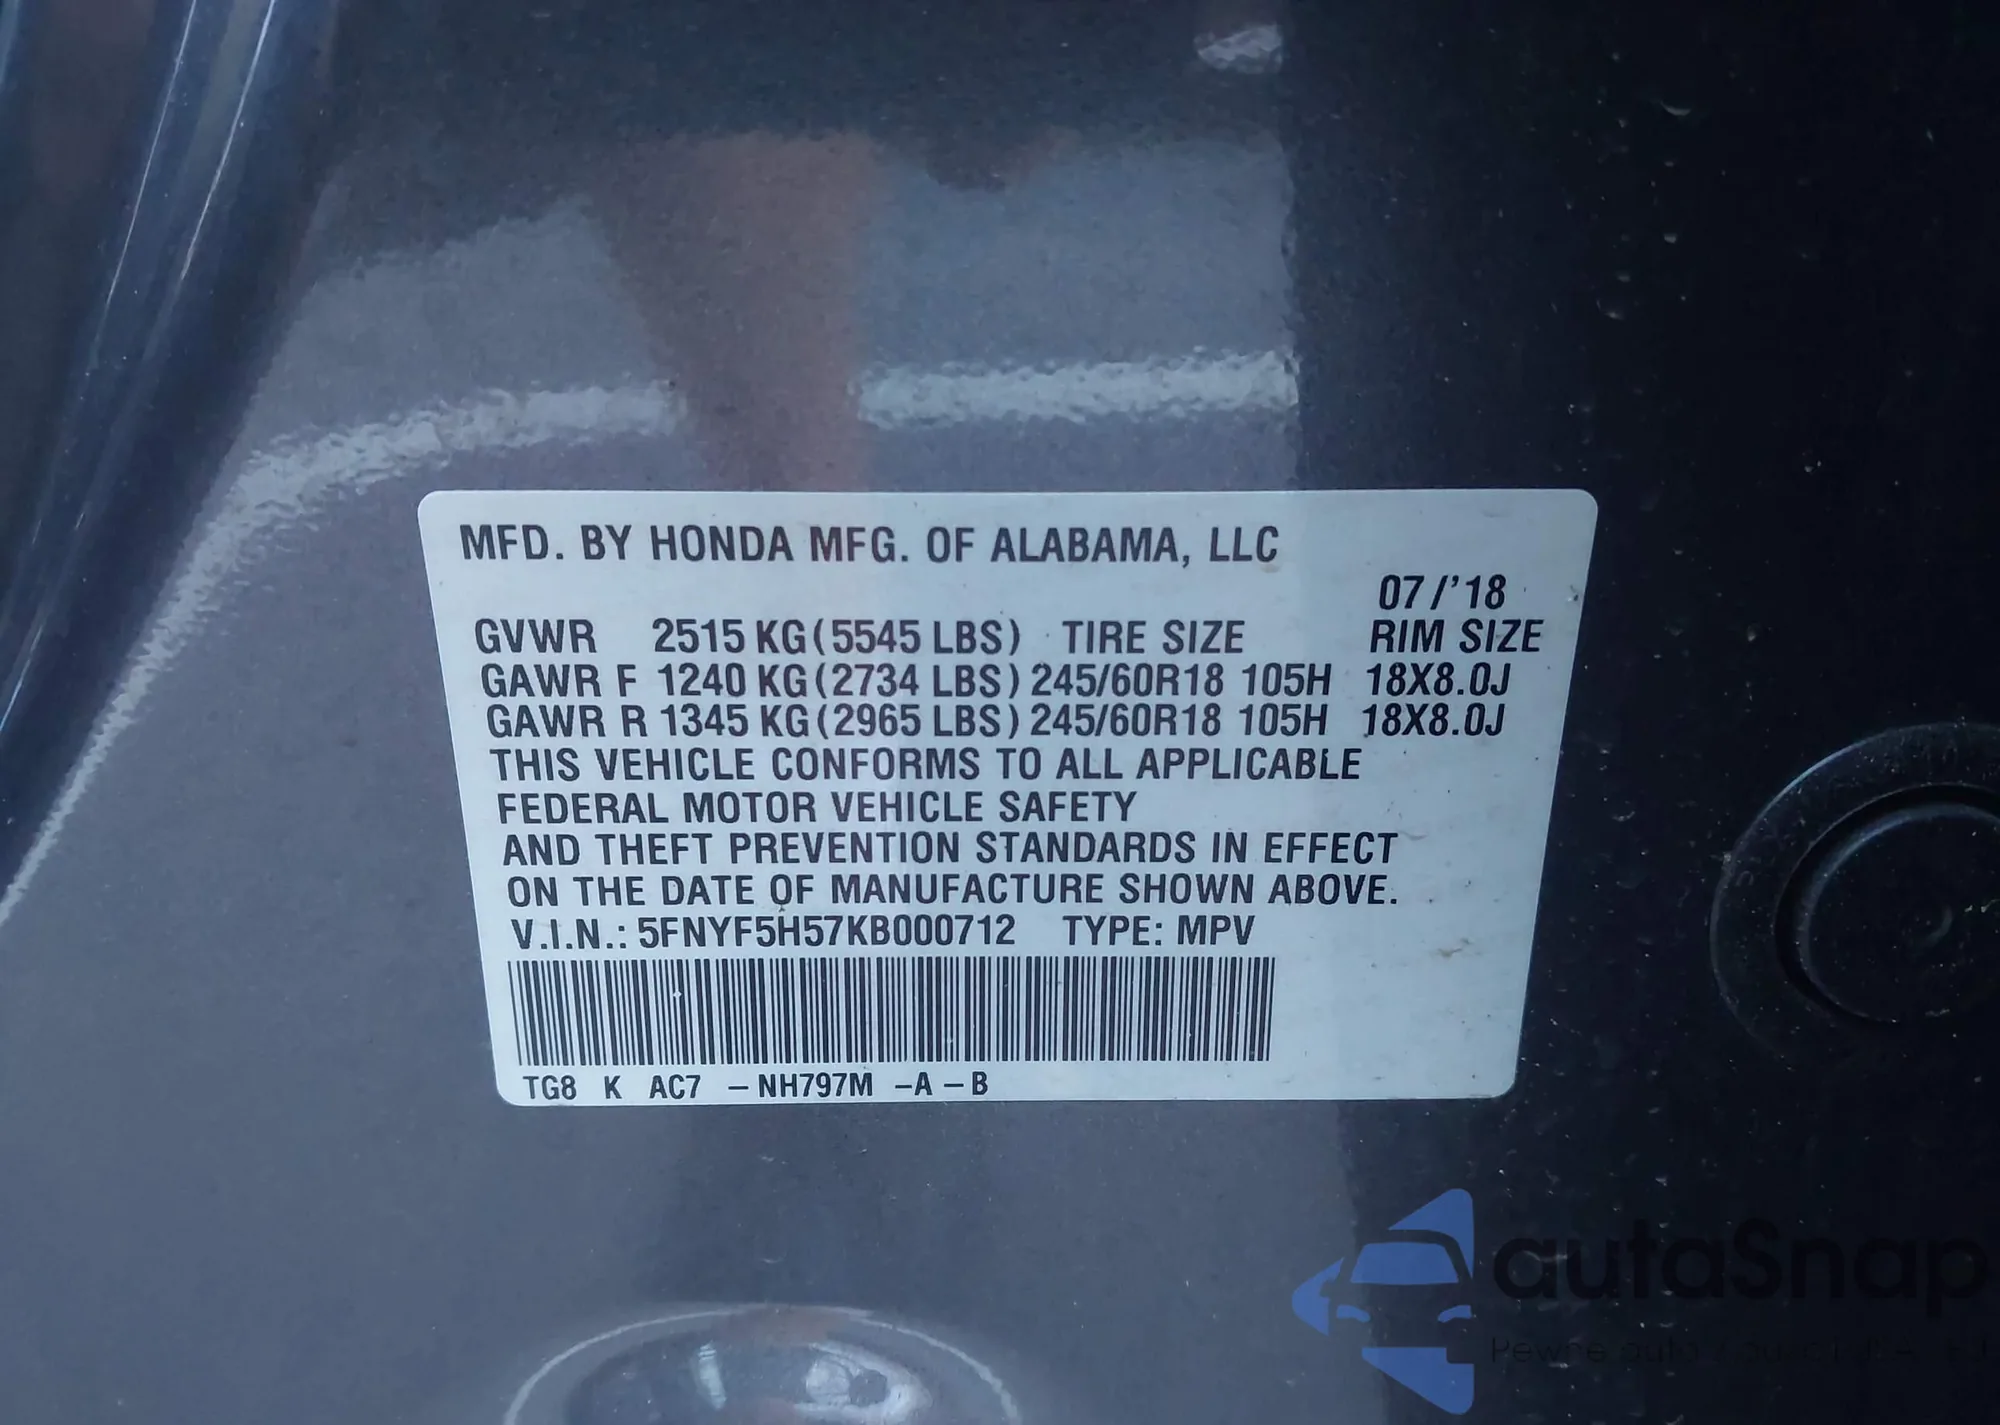 MFD. BY HONDA MFG. OF ALABAMA, LLC
07/'18
GVWR 2515 KG (5545 LBS) TIRE SIZE RIM SIZE
GAWR F 1240 KG (2734 LBS) 245/60R18 105H 18X8.0J
GAWR R 1345 KG (2965 LBS) 245/60R18 105H 18X8.0J
THIS VEHICLE CONFORMS TO ALL APPLICABLE
FEDERAL MOTOR VEHICLE SAFETY
AND THEFT PREVENTION STANDARDS IN EFFECT
ON THE DATE OF MANUFACTURE SHOWN ABOVE.
V.I.N.: 5FNYF5H57KB000712 TYPE: MPV
TG8 K AC7 –NH797M –A–B
autaSnap
Pewne auta z